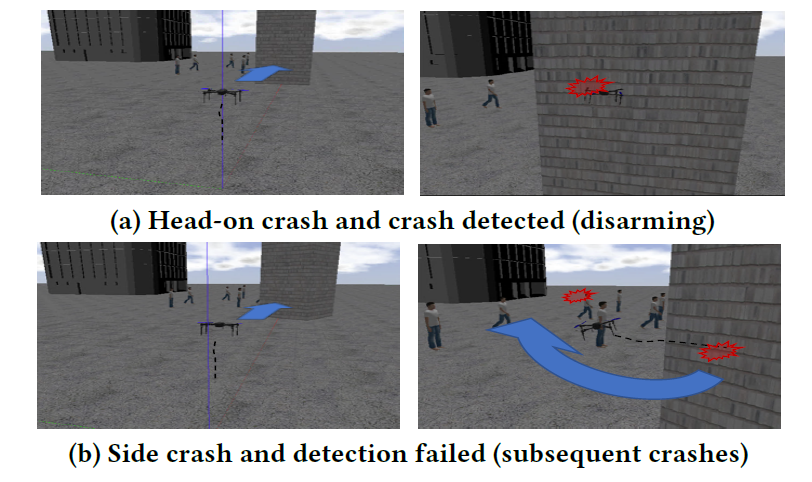 (a) Head-on crash and crash detected (disarming)
(b) Side crash and detection failed (subsequent crashes)